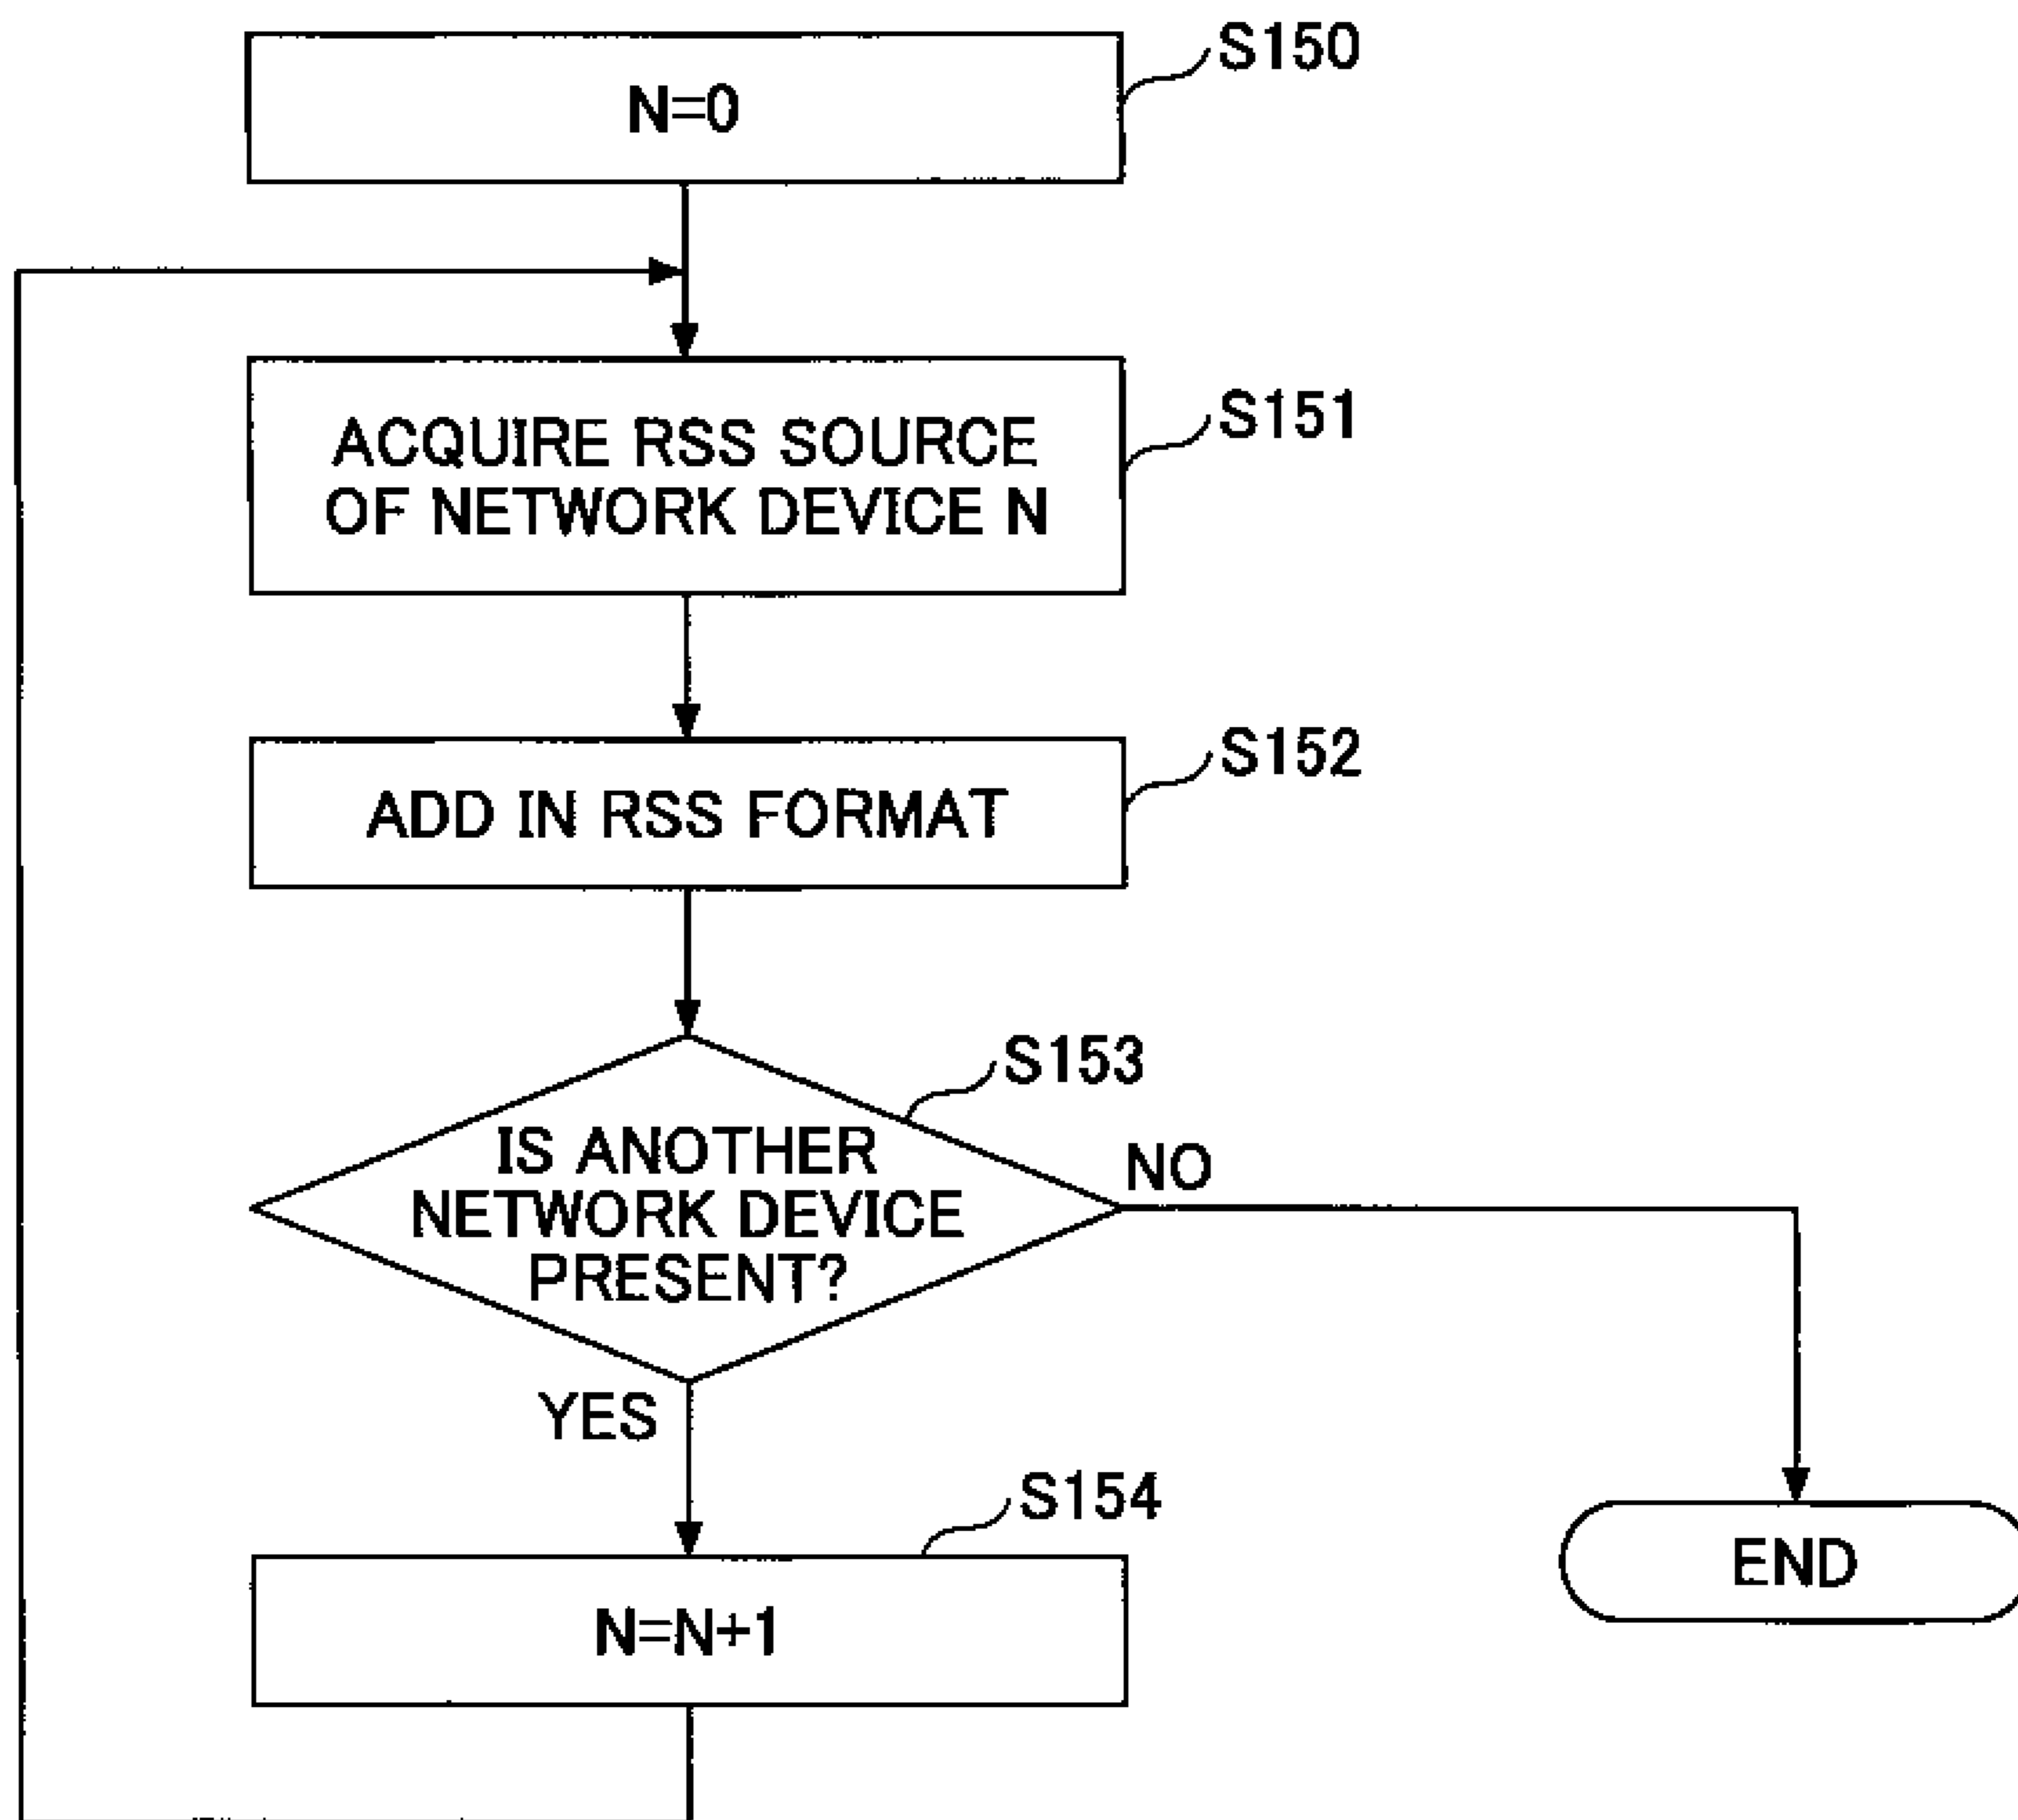 S150
N=0
S151
ACQUIRE RSS SOURCE
OF NETWORK DEVICE N
S152
ADD IN RSS FORMAT
S153
IS ANOTHER
NETWORK DEVICE
PRESENT?
NO
YES
S154
N=N+1
END